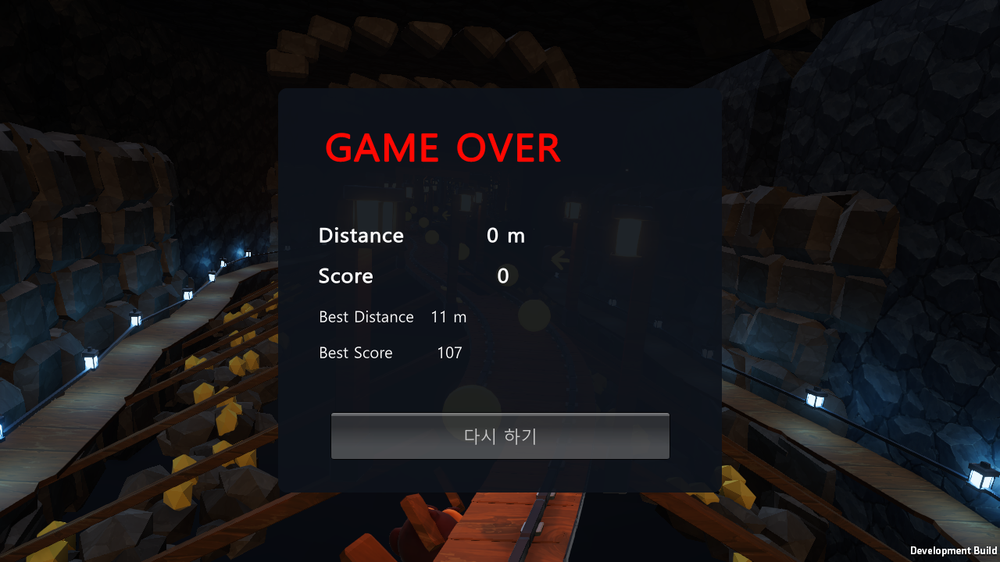 GAME OVER
Distance 0 m
Score 0
Best Distance 11 m
Best Score 107
다시 하기
Development Build